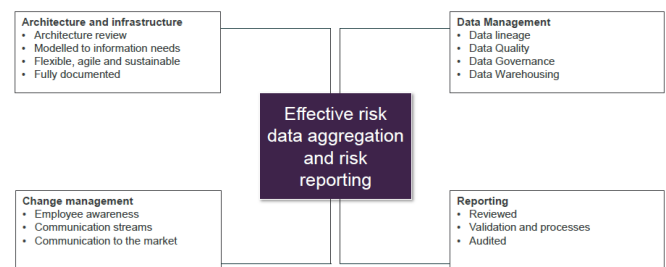 Architecture and infrastructure
• Architecture review
• Modelled to information needs
• Flexible, agile and sustainable
• Fully documented
Data Management
• Data lineage
• Data Quality
• Data Governance
• Data Warehousing
Effective risk
data aggregation
and risk
reporting
Change management
• Employee awareness
• Communication streams
• Communication to the market
Reporting
• Reviewed
• Validation and processes
• Audited